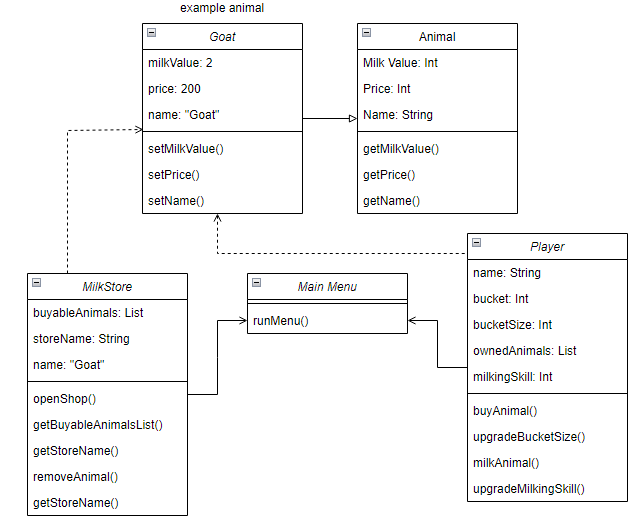 example animal
Goat
milkValue: 2
price: 200
name: "Goat"
setMilkValue()
setPrice()
setName()
Animal
Milk Value: Int
Price: Int
Name: String
getMilkValue()
getPrice()
getName()
MilkStore
buyableAnimals: List
storeName: String
name: "Goat"
openShop()
getBuyableAnimalsList()
getStoreName()
removeAnimal()
getStoreName()
Main Menu
runMenu()
Player
name: String
bucket: Int
bucketSize: Int
ownedAnimals: List
milkingSkill: Int
buyAnimal()
upgradeBucketSize()
milkAnimal()
upgradeMilkingSkill()